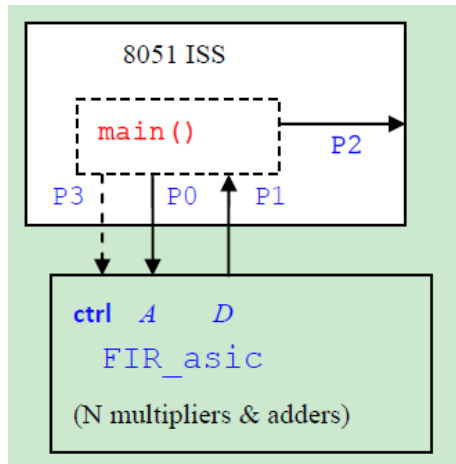 8051 ISS
main()
P2
P3 P0 P1
ctrl A D
FIR_asic
(N multipliers & adders)